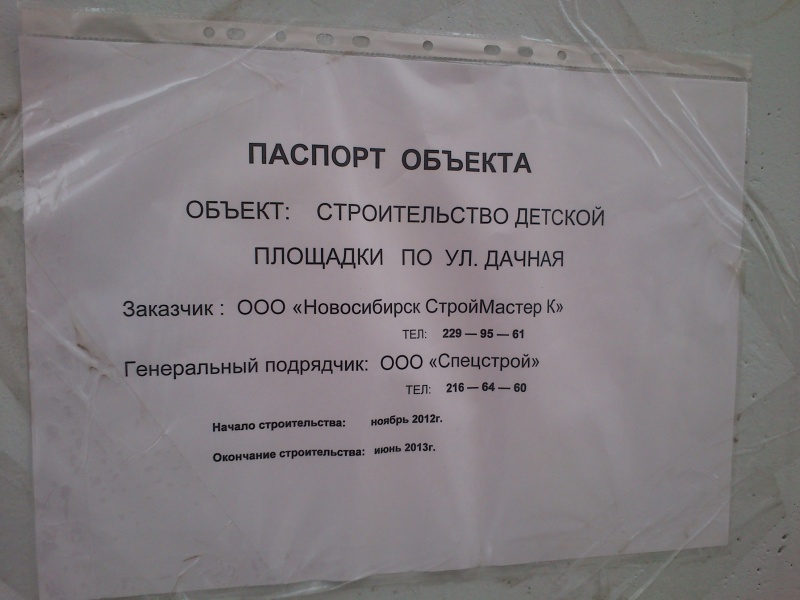 ПАСПОРТ ОБЪЕКТА
ОБЪЕКТ: СТРОИТЕЛЬСТВО ДЕТСКОЙ
ПЛОЩАДКИ ПО УЛ. ДАЧНАЯ
Заказчик : ООО «Новосибирск СтройМастер К»
ТЕЛ: 229 — 95 — 61
Генеральный подрядчик: ООО «Спецстрой»
ТЕЛ: 216 — 64 — 60
Начало строительства: ноябрь 2012г.
Окончание строительства: июнь 2013г.